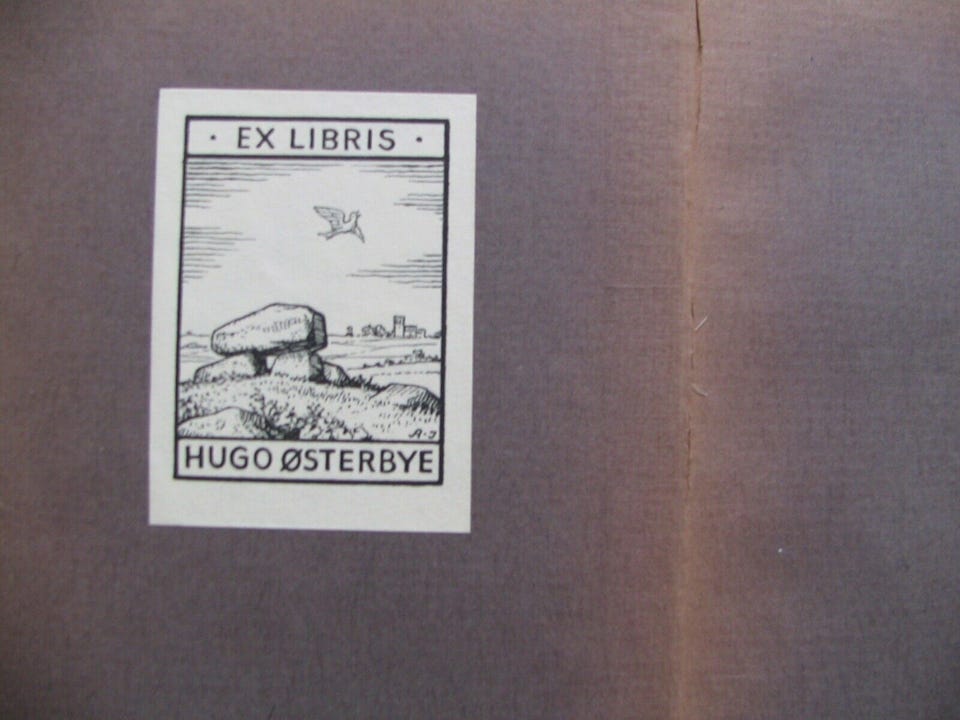 · EX LIBRIS ·
A·J
HUGO ØSTERBYE